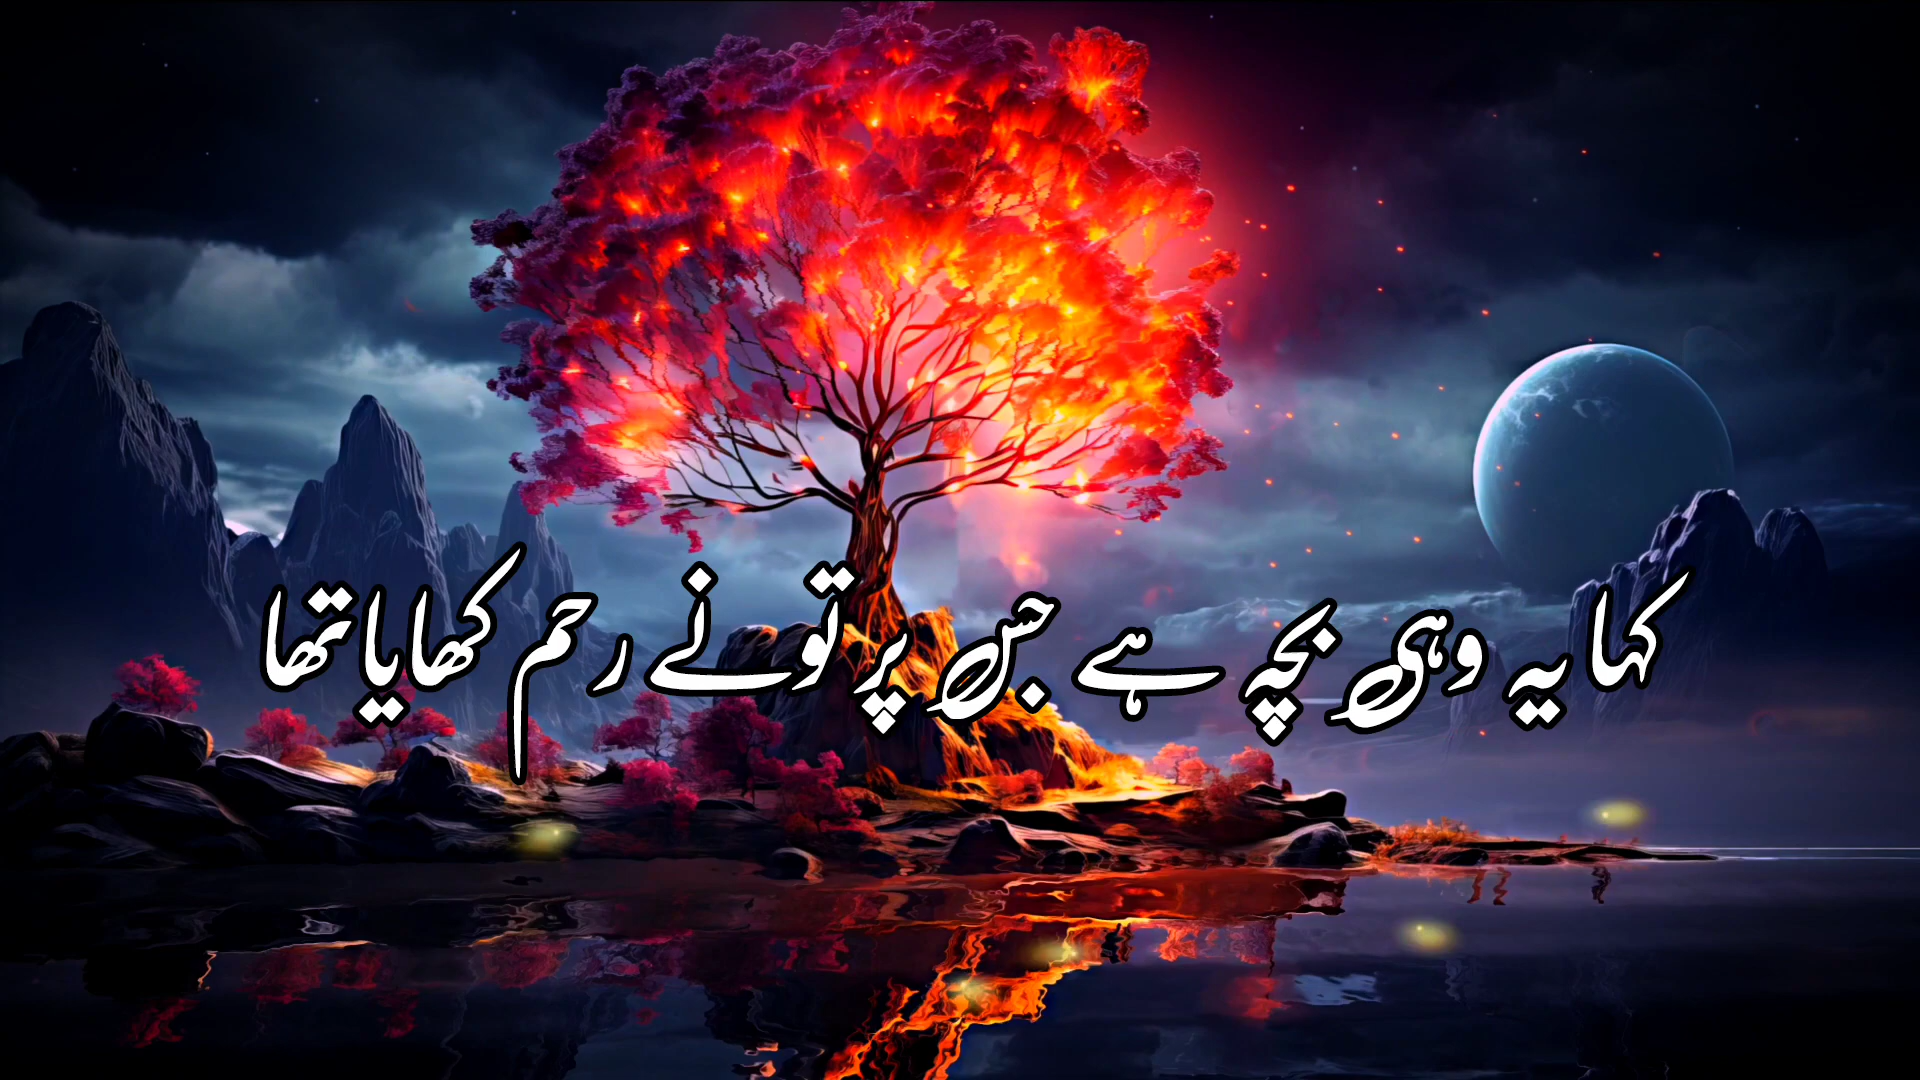 کہا یہ وہی بچہ ہے جس پر تو نے رحم کھایا تھا